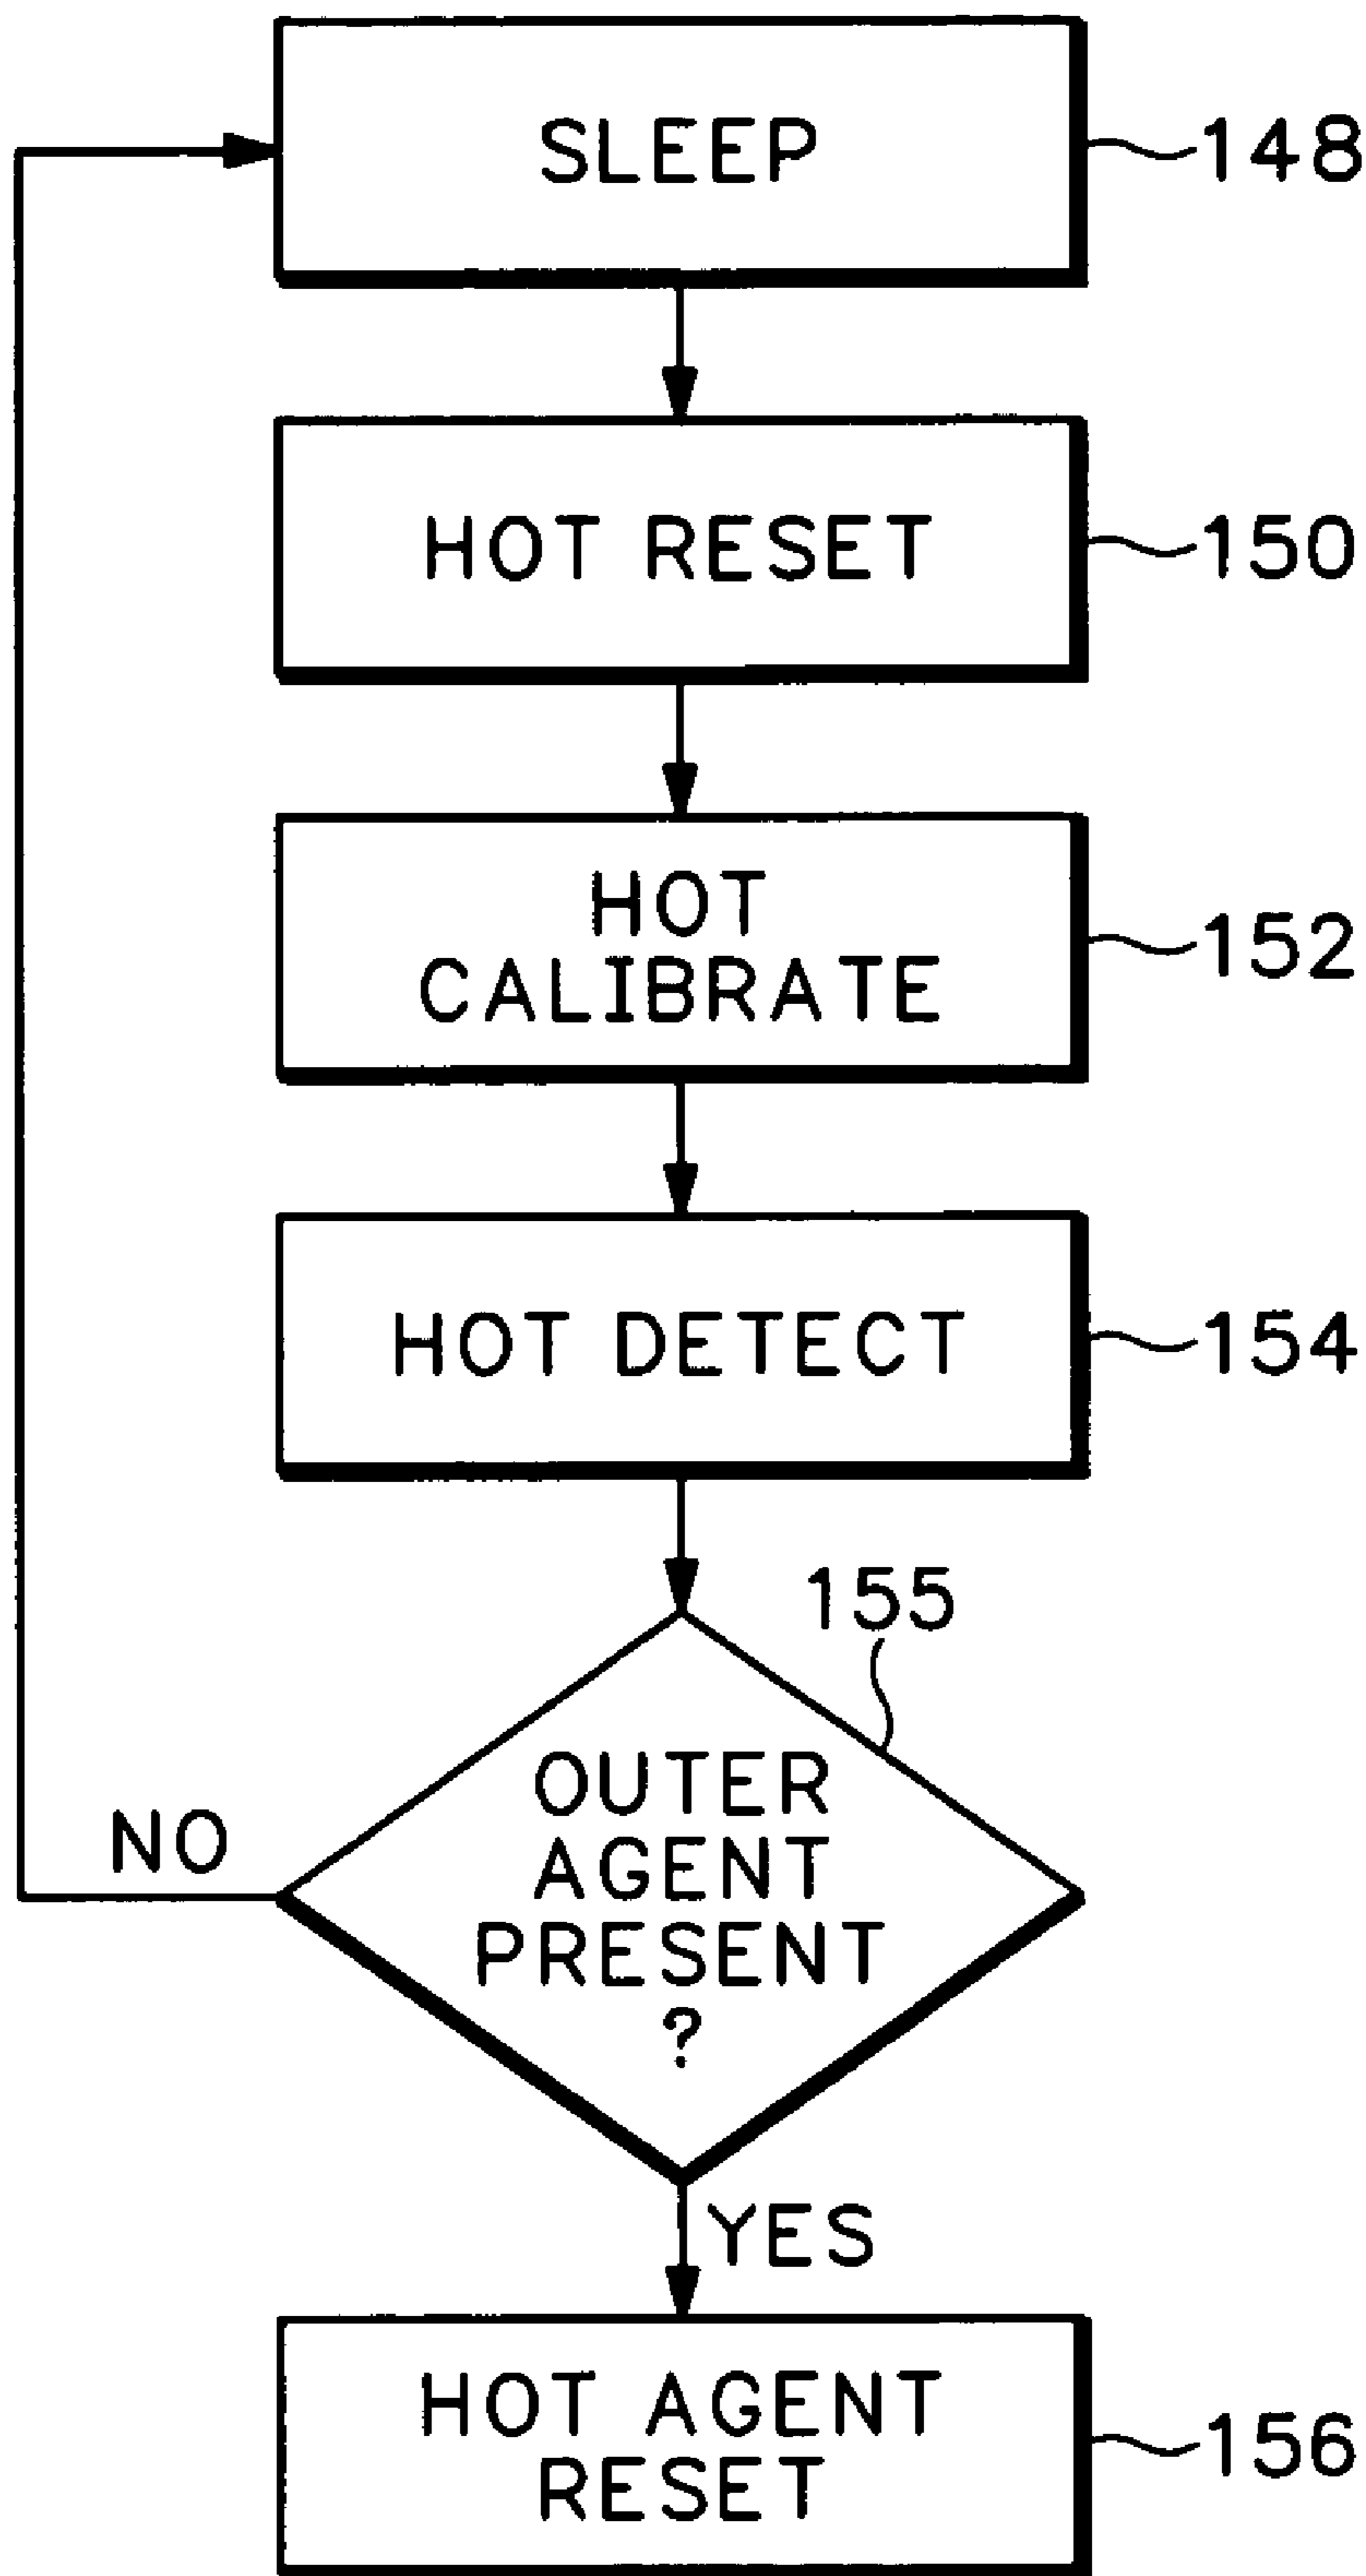 SLEEP
148
HOT RESET
150
HOT
CALIBRATE
152
HOT DETECT
154
155
OUTER
AGENT
PRESENT
?
NO
YES
HOT AGENT
RESET
156